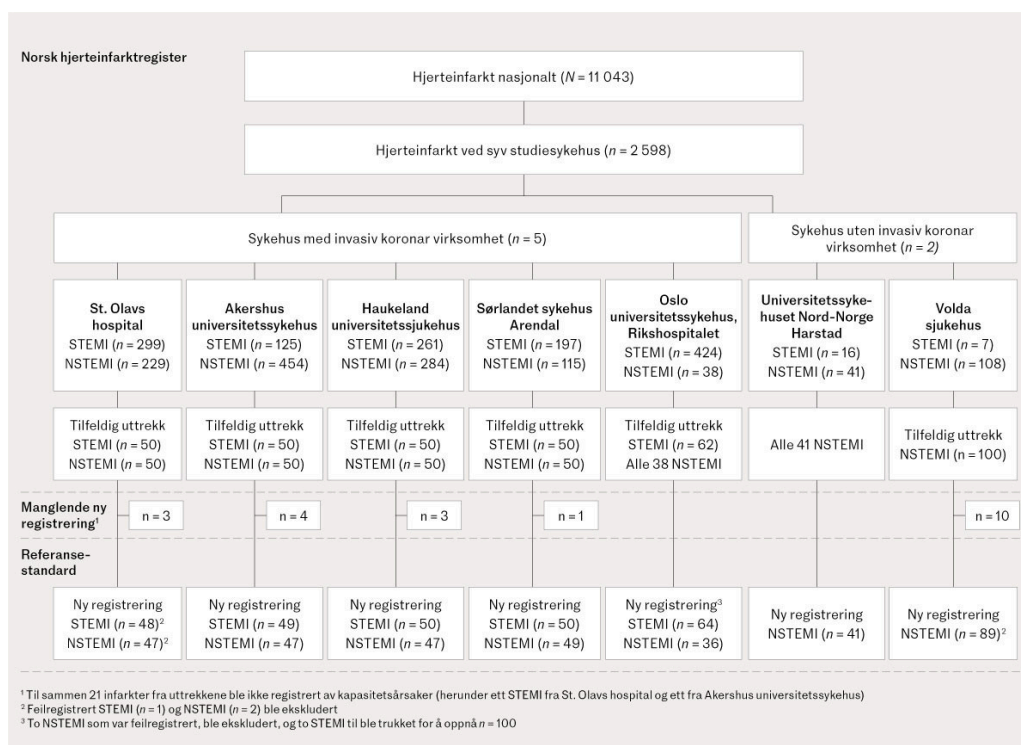 Norsk hjerteinfarktregister
Hjerteinfarkt nasjonalt (N = 11 043)
Hjerteinfarkt ved syv studiesykehus (n = 2 598)
Sykehus med invasiv koronar virksomhet (n = 5)
Sykehus uten invasiv koronar
virksomhet (n = 2)
St. Olavs
hospital
STEMI (n = 299)
NSTEMI (n = 229)
Akershus
universitetssykehus
STEMI (n = 125)
NSTEMI (n = 454)
Haukeland
universitetssjukehus
STEMI (n = 261)
NSTEMI (n = 284)
Sørlandet sykehus
Arendal
STEMI (n = 197)
NSTEMI (n = 115)
Oslo
universitetssykehus,
Rikshospitalet
STEMI (n = 424)
NSTEMI (n = 38)
Universitetssyke-
huset Nord-Norge
Harstad
STEMI (n = 16)
NSTEMI (n = 41)
Volda
sjukehus
STEMI (n = 7)
NSTEMI (n = 108)
Tilfeldig uttrekk
STEMI (n = 50)
NSTEMI (n = 50)
Tilfeldig uttrekk
STEMI (n = 50)
NSTEMI (n = 50)
Tilfeldig uttrekk
STEMI (n = 50)
NSTEMI (n = 50)
Tilfeldig uttrekk
STEMI (n = 50)
NSTEMI (n = 50)
Tilfeldig uttrekk
STEMI (n = 62)
Alle 38 NSTEMI
Alle 41 NSTEMI
Tilfeldig uttrekk
NSTEMI (n = 100)
Manglende ny
registrering¹
n = 3
n = 4
n = 3
n = 1
n = 10
Referanse-
standard
Ny registrering
STEMI (n = 48)²
NSTEMI (n = 47)²
Ny registrering
STEMI (n = 49)
NSTEMI (n = 47)
Ny registrering
STEMI (n = 50)
NSTEMI (n = 47)
Ny registrering
STEMI (n = 50)
NSTEMI (n = 49)
Ny registrering³
STEMI (n = 64)
NSTEMI (n = 36)
Ny registrering
NSTEMI (n = 41)
Ny registrering
NSTEMI (n = 89)²
¹ Til sammen 21 infarkter fra uttrekkene ble ikke registrert av kapasitetsårsaker (herunder ett STEMI fra St. Olavs hospital og ett fra Akershus universitetssykehus)
² Feilregistrert STEMI (n = 1) og NSTEMI (n = 2) ble ekskludert
³ To NSTEMI som var feilregistrert, ble ekskludert, og to STEMI til ble trukket for å oppnå n = 100